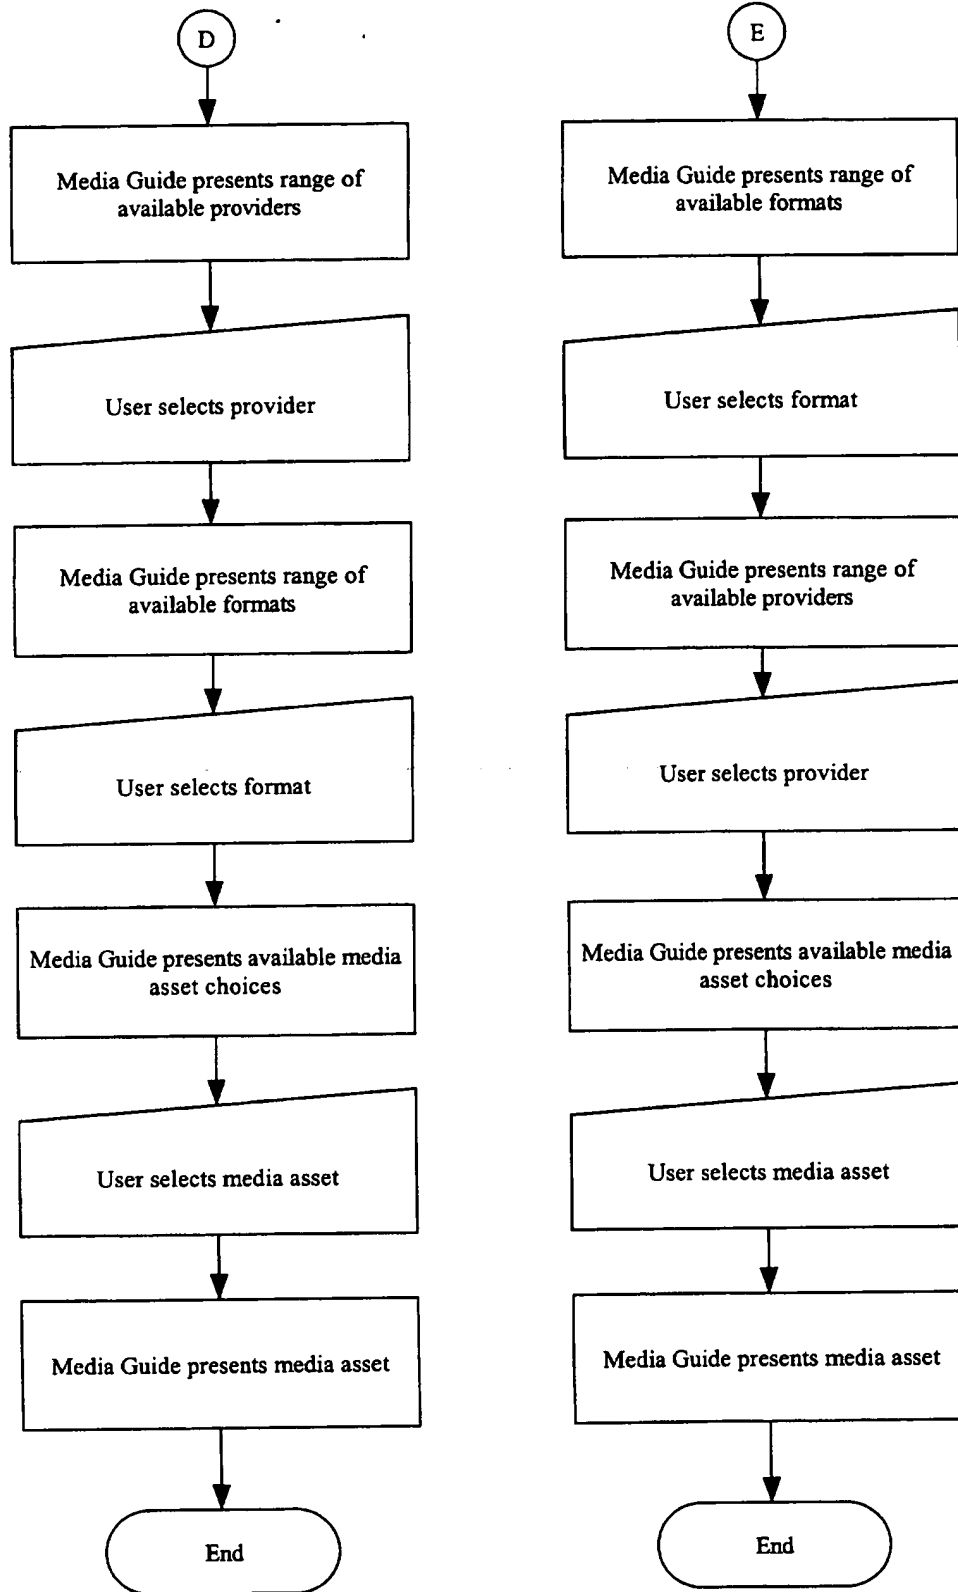 D
Media Guide presents range of
available providers
User selects provider
Media Guide presents range of
available formats
User selects format
Media Guide presents available media
asset choices
User selects media asset
Media Guide presents media asset
End
E
Media Guide presents range of
available formats
User selects format
Media Guide presents range of
available providers
User selects provider
Media Guide presents available media
asset choices
User selects media asset
Media Guide presents media asset
End